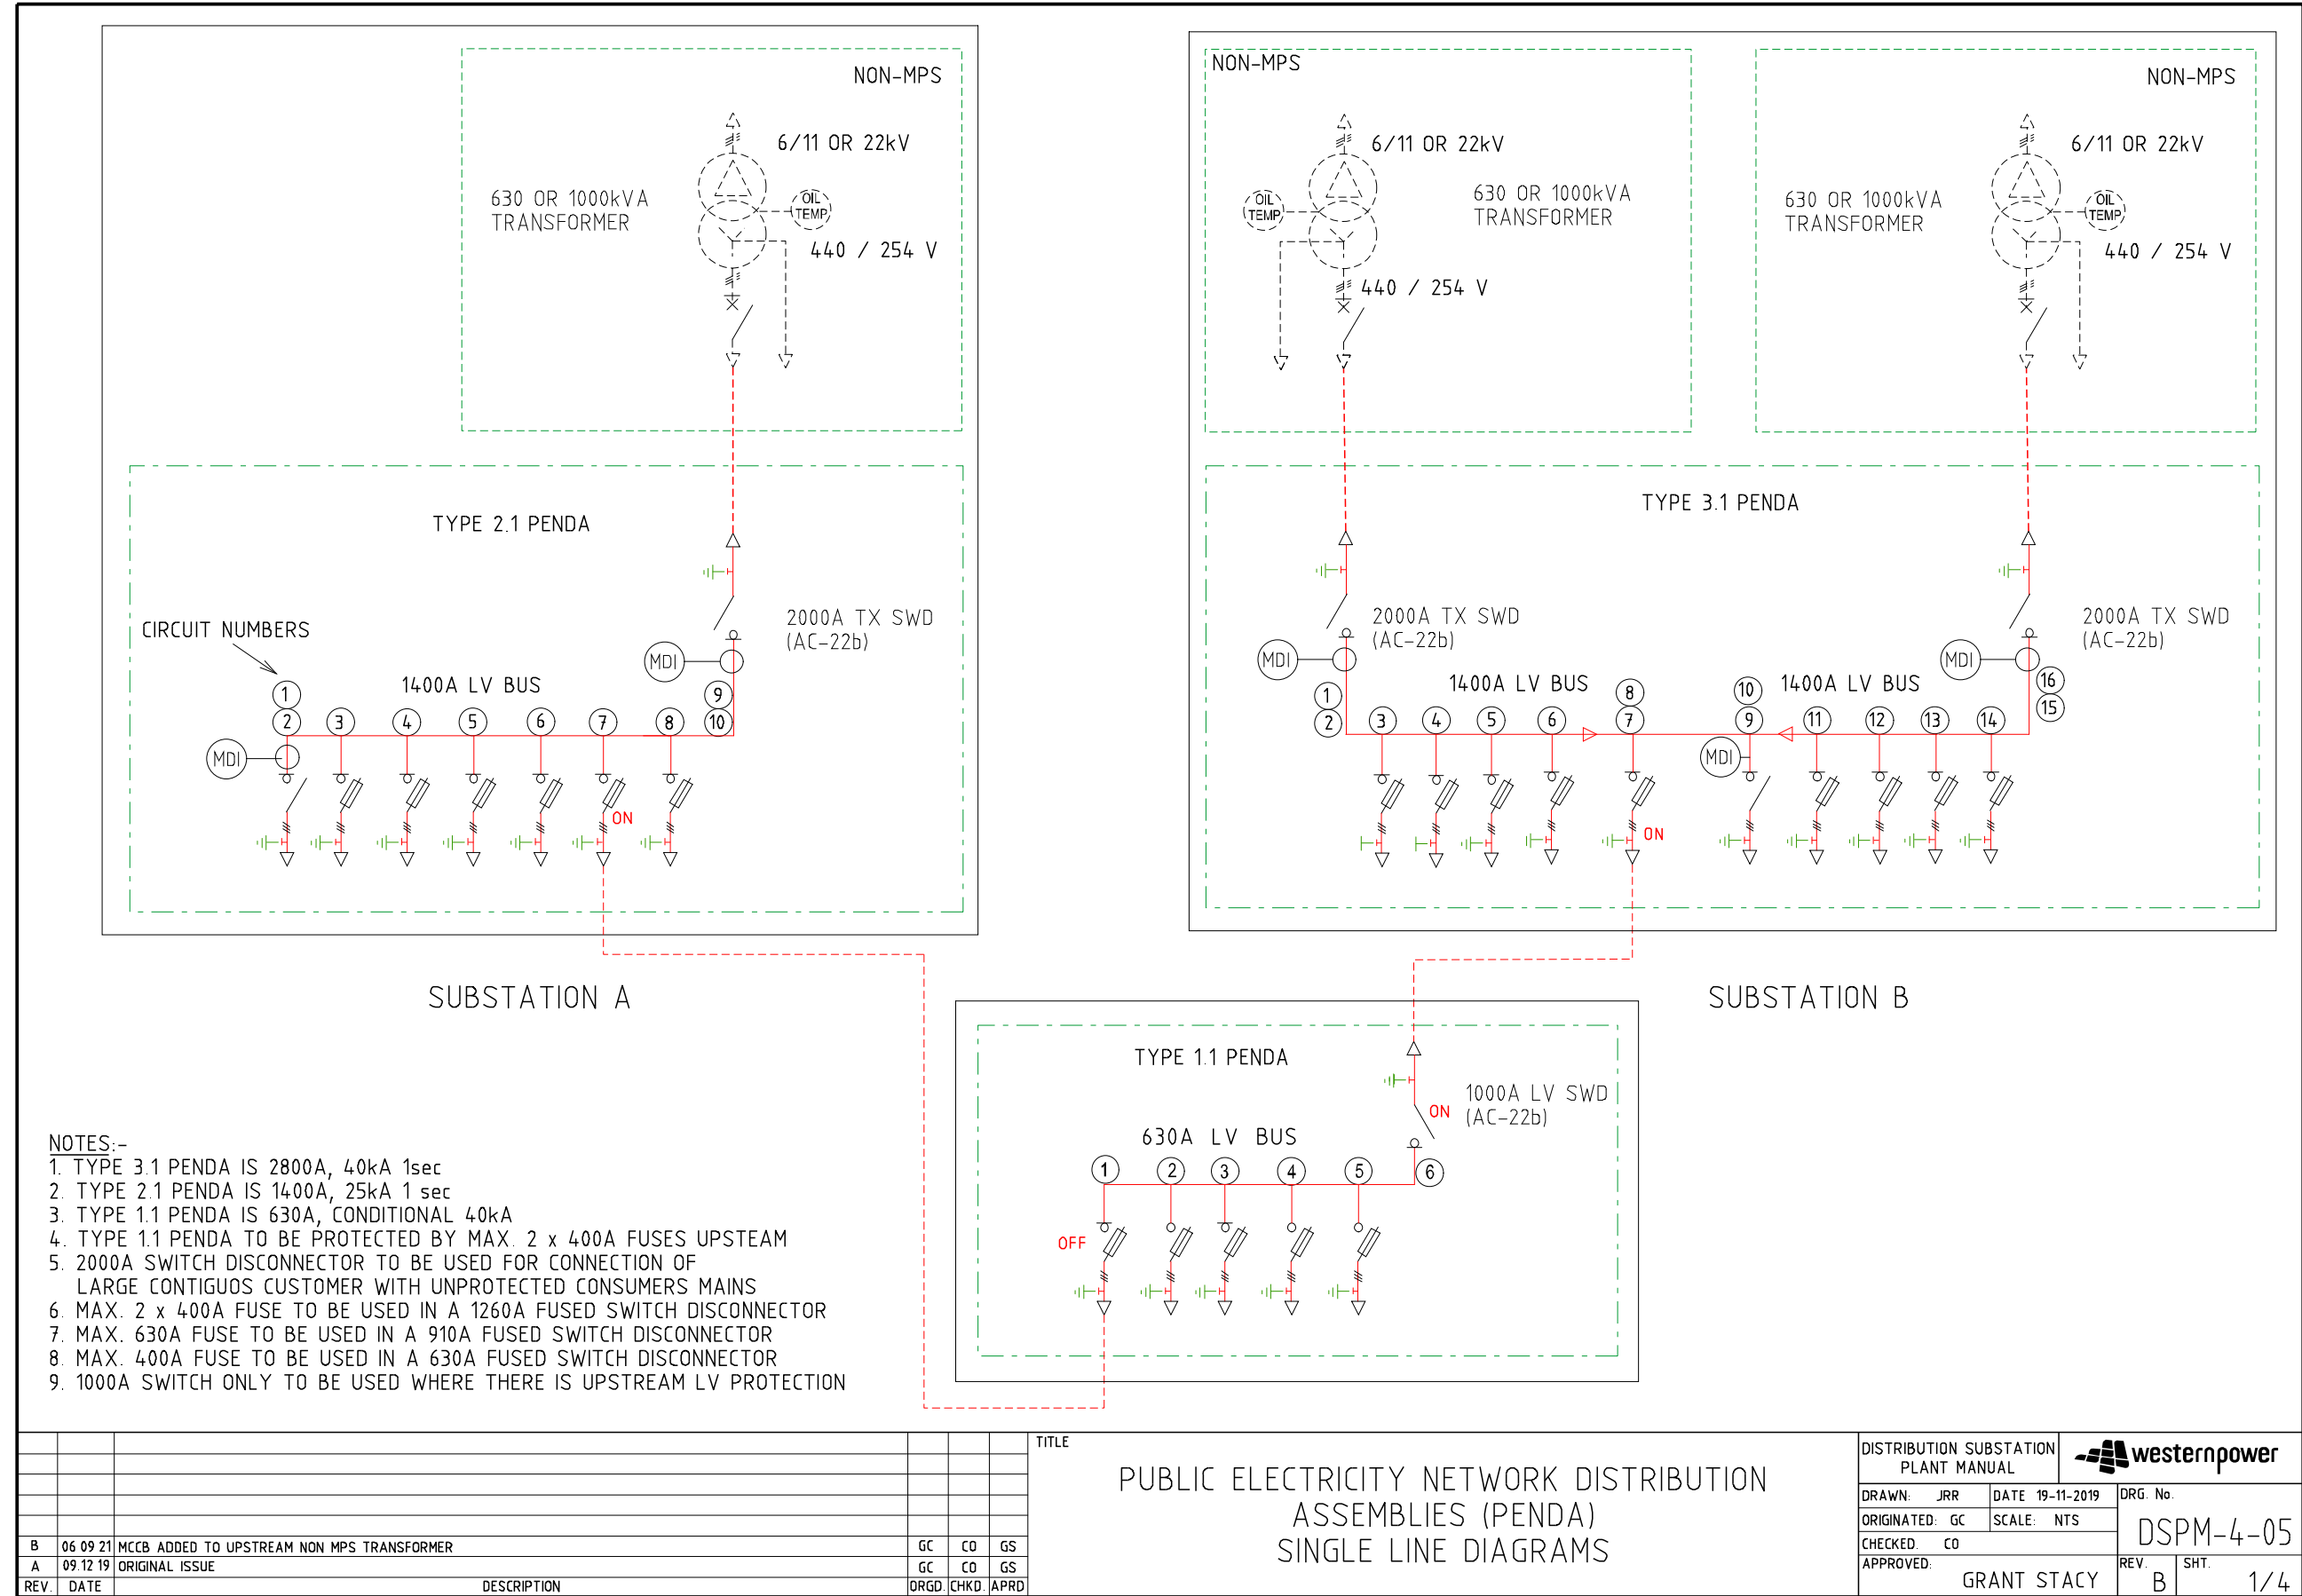 NON-MPS
6/11 OR 22kV
630 OR 1000kVA
TRANSFORMER
OIL
TEMP
440 / 254 V
TYPE 2.1 PENDA
2000A TX SWD
(AC-22b)
CIRCUIT NUMBERS
MDI
1400A LV BUS
1
9
2
3
4
5
6
7
8
10
MDI
ON
SUBSTATION A
NON-MPS
6/11 OR 22kV
630 OR 1000kVA
TRANSFORMER
OIL
TEMP
440 / 254 V
NON-MPS
6/11 OR 22kV
630 OR 1000kVA
TRANSFORMER
OIL
TEMP
440 / 254 V
TYPE 3.1 PENDA
2000A TX SWD
(AC-22b)
2000A TX SWD
(AC-22b)
MDI
MDI
1
1400A LV BUS
8
10
1400A LV BUS
16
2
3
4
5
6
7
9
11
12
13
14
15
MDI
ON
SUBSTATION B
TYPE 1.1 PENDA
1000A LV SWD
(AC-22b)
ON
630A LV BUS
1
2
3
4
5
6
OFF
NOTES:-
1. TYPE 3.1 PENDA IS 2800A, 40kA 1sec
2. TYPE 2.1 PENDA IS 1400A, 25kA 1 sec
3. TYPE 1.1 PENDA IS 630A, CONDITIONAL 40kA
4. TYPE 1.1 PENDA TO BE PROTECTED BY MAX. 2 x 400A FUSES UPSTEAM
5. 2000A SWITCH DISCONNECTOR TO BE USED FOR CONNECTION OF
LARGE CONTIGUOS CUSTOMER WITH UNPROTECTED CONSUMERS MAINS
6. MAX. 2 x 400A FUSE TO BE USED IN A 1260A FUSED SWITCH DISCONNECTOR
7. MAX. 630A FUSE TO BE USED IN A 910A FUSED SWITCH DISCONNECTOR
8. MAX. 400A FUSE TO BE USED IN A 630A FUSED SWITCH DISCONNECTOR
9. 1000A SWITCH ONLY TO BE USED WHERE THERE IS UPSTREAM LV PROTECTION
B 06 09 21 MCCB ADDED TO UPSTREAM NON MPS TRANSFORMER GC CO GS
A 09.12 19 ORIGINAL ISSUE GC CO GS
REV. DATE DESCRIPTION ORGD. CHKD. APRD
TITLE
PUBLIC ELECTRICITY NETWORK DISTRIBUTION
ASSEMBLIES (PENDA)
SINGLE LINE DIAGRAMS
DISTRIBUTION SUBSTATION
PLANT MANUAL
westernpower
DRAWN: JRR DATE 19-11-2019
ORIGINATED: GC SCALE: NTS
CHECKED. CO
APPROVED:
GRANT STACY
DRG. No.
DSPM-4-05
REV. SHT.
B 1/4